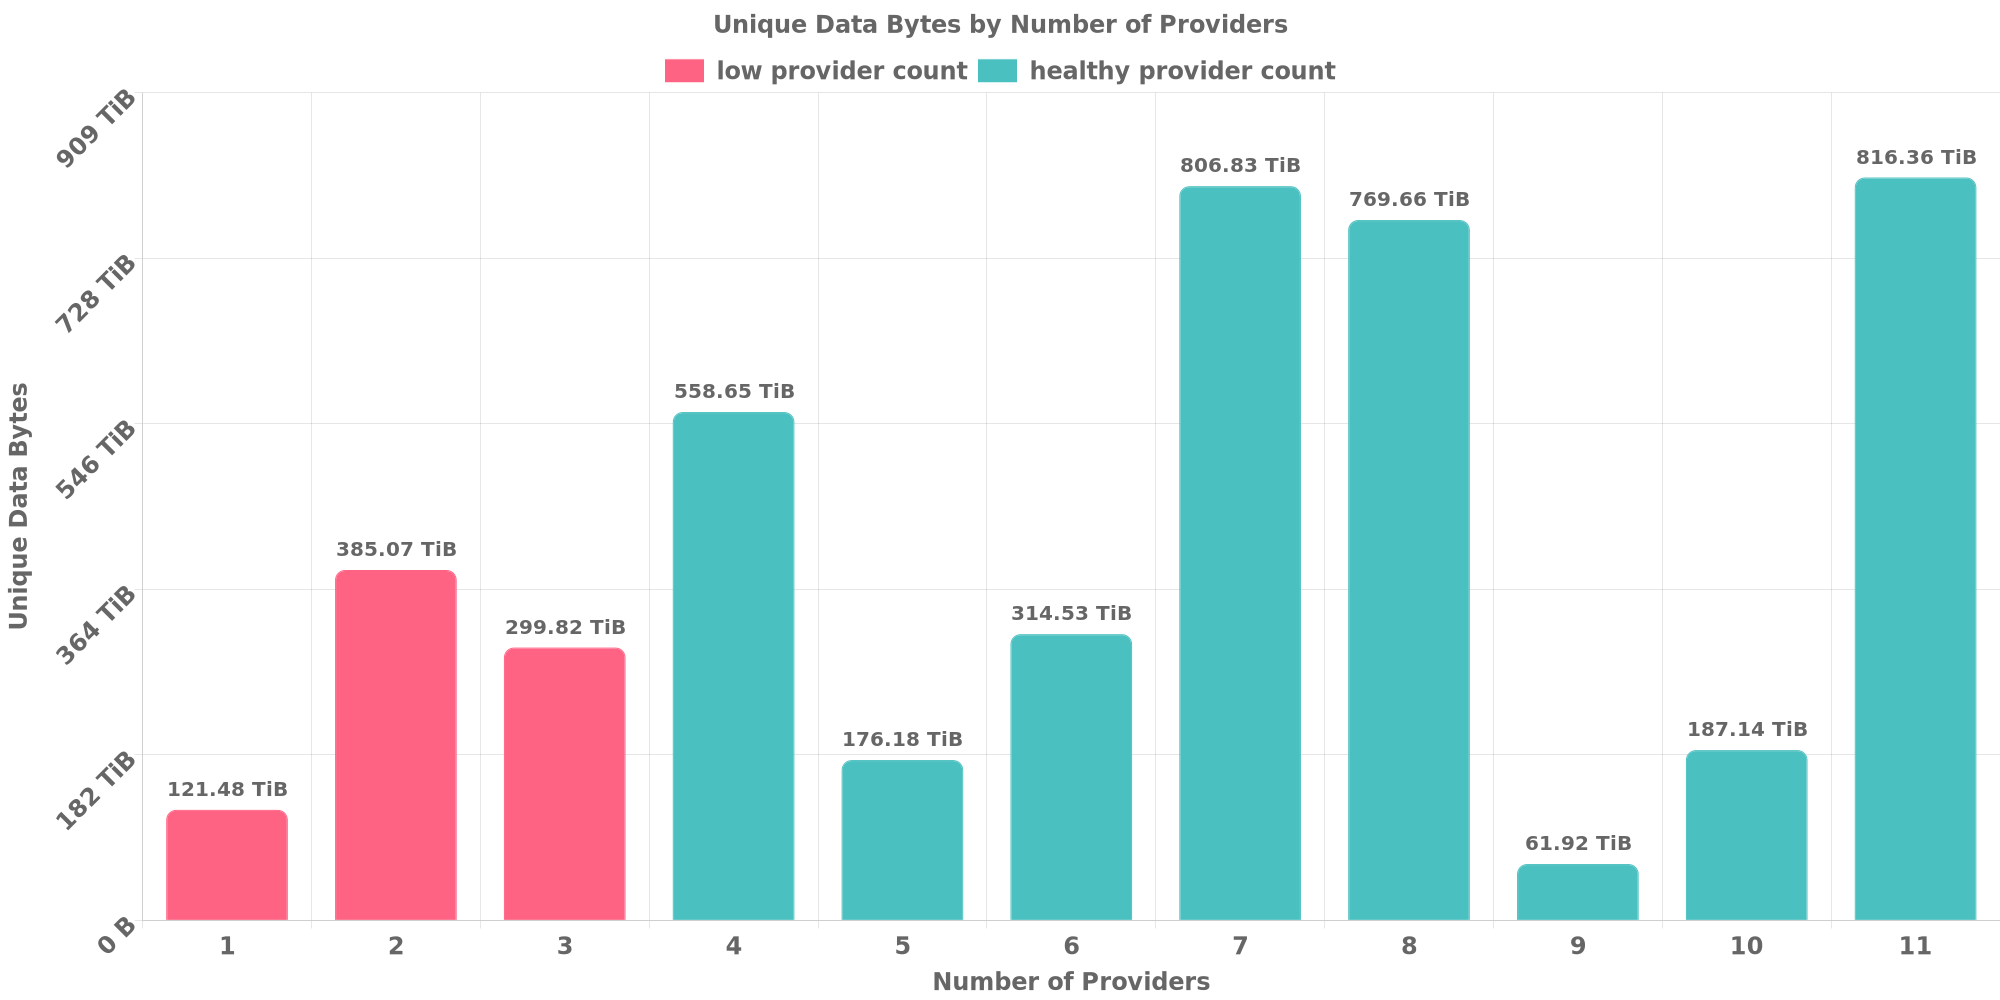 Unique Data Bytes by Number of Providers
low provider count healthy provider count
909 TiB
728 TiB
546 TiB
364 TiB
182 TiB
0 B
Unique Data Bytes
121.48 TiB
385.07 TiB
299.82 TiB
558.65 TiB
176.18 TiB
314.53 TiB
806.83 TiB
769.66 TiB
61.92 TiB
187.14 TiB
816.36 TiB
1 2 3 4 5 6 7 8 9 10 11
Number of Providers